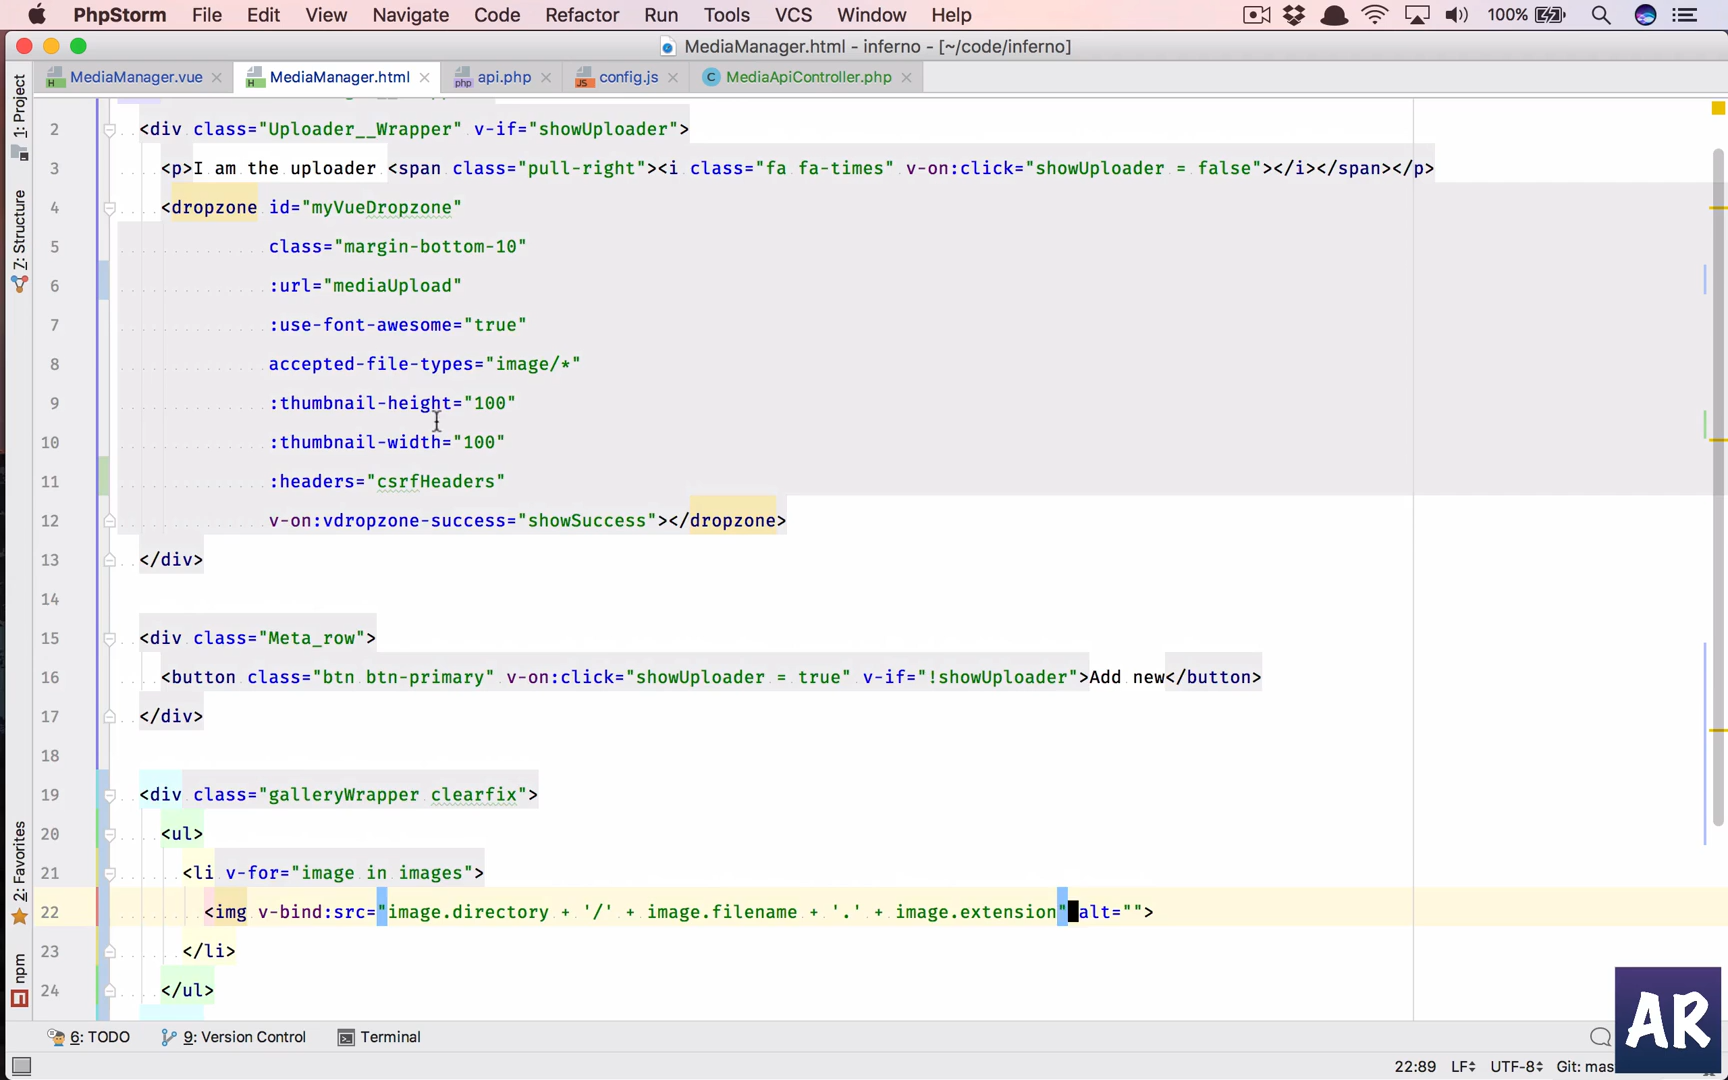 PhpStorm File Edit View Navigate Code Refactor Run Tools VCS Window Help 100%
MediaManager.html - inferno - [~/code/inferno]
MediaManager.vue MediaManager.html api.php config.js MediaApiController.php
1: Project
7: Structure
2: Favorites
npm
2 <div class="Uploader__Wrapper" v-if="showUploader">
3 <p>I am the uploader <span class="pull-right"><i class="fa fa-times" v-on:click="showUploader = false"></i></span></p>
4 <dropzone id="myVueDropzone"
5 class="margin-bottom-10"
6 :url="mediaUpload"
7 :use-font-awesome="true"
8 accepted-file-types="image/*"
9 :thumbnail-height="100"
10 :thumbnail-width="100"
11 :headers="csrfHeaders"
12 v-on:vdropzone-success="showSuccess"></dropzone>
13 </div>
14
15 <div class="Meta_row">
16 <button class="btn btn-primary" v-on:click="showUploader = true" v-if="!showUploader">Add new</button>
17 </div>
18
19 <div class="galleryWrapper clearfix">
20 <ul>
21 <li v-for="image in images">
22 <img v-bind:src="image.directory + '/' + image.filename + '.' + image.extension" alt="">
23 </li>
24 </ul>
6: TODO 9: Version Control Terminal
22:89 LF UTF-8 Git: mas
AR